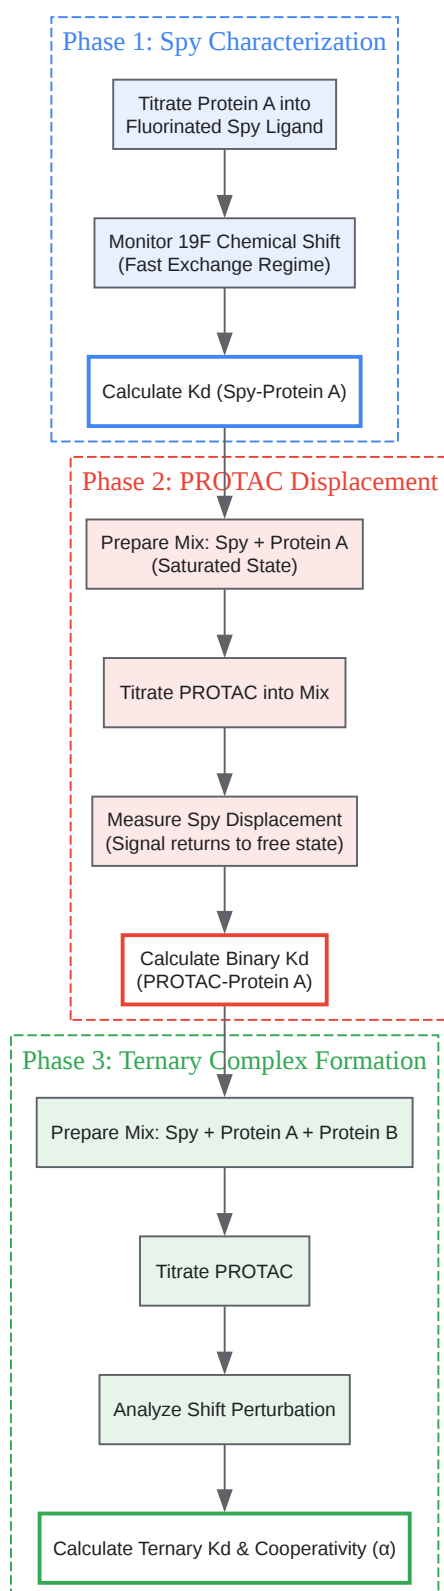 Phase 1: Spy Characterization
Titrate Protein A into
Fluorinated Spy Ligand
Monitor 19F Chemical Shift
(Fast Exchange Regime)
Calculate Kd (Spy-Protein A)
Phase 2: PROTAC Displacement
Prepare Mix: Spy + Protein A
(Saturated State)
Titrate PROTAC into Mix
Measure Spy Displacement
(Signal returns to free state)
Calculate Binary Kd
(PROTAC-Protein A)
Phase 3: Ternary Complex Formation
Prepare Mix: Spy + Protein A + Protein B
Titrate PROTAC
Analyze Shift Perturbation
Calculate Ternary Kd & Cooperativity (α)